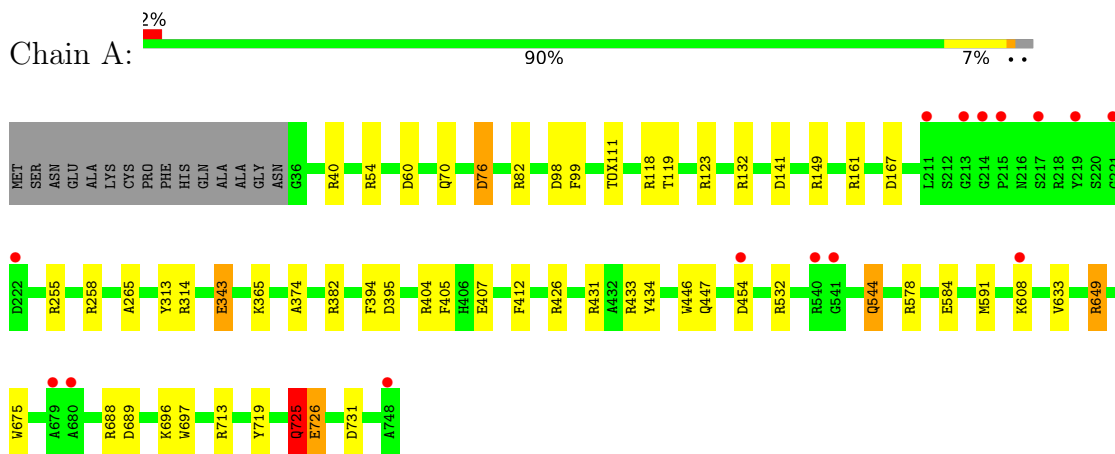 2%
Chain A:
90% 7% ..
MET SER ASN GLU ALA LYS CYS PRO PHE HIS GLN ALA ALA GLY ASN G36 R40 R54 D60 Q70 D76 R82 D98 F99 TDX111 R118 T119 R123 R132 D141 R149 R161 D167 L211 S212 G213 G214 P215 N216 S217 R218 Y219 S220
D222 R255 R258 A265 Y313 R314 E343 K365 A374 R382 F394 D395 R404 F405 H406 E407 F412 R426 R431 A432 R433 Y434 W446 Q447 D454 R532 R540 G541 Q544 R578 E584 M591 K608 V633 R649
W675 A679 A680 R688 D689 K696 W697 R713 Y719 Q725 E726 D731 A748